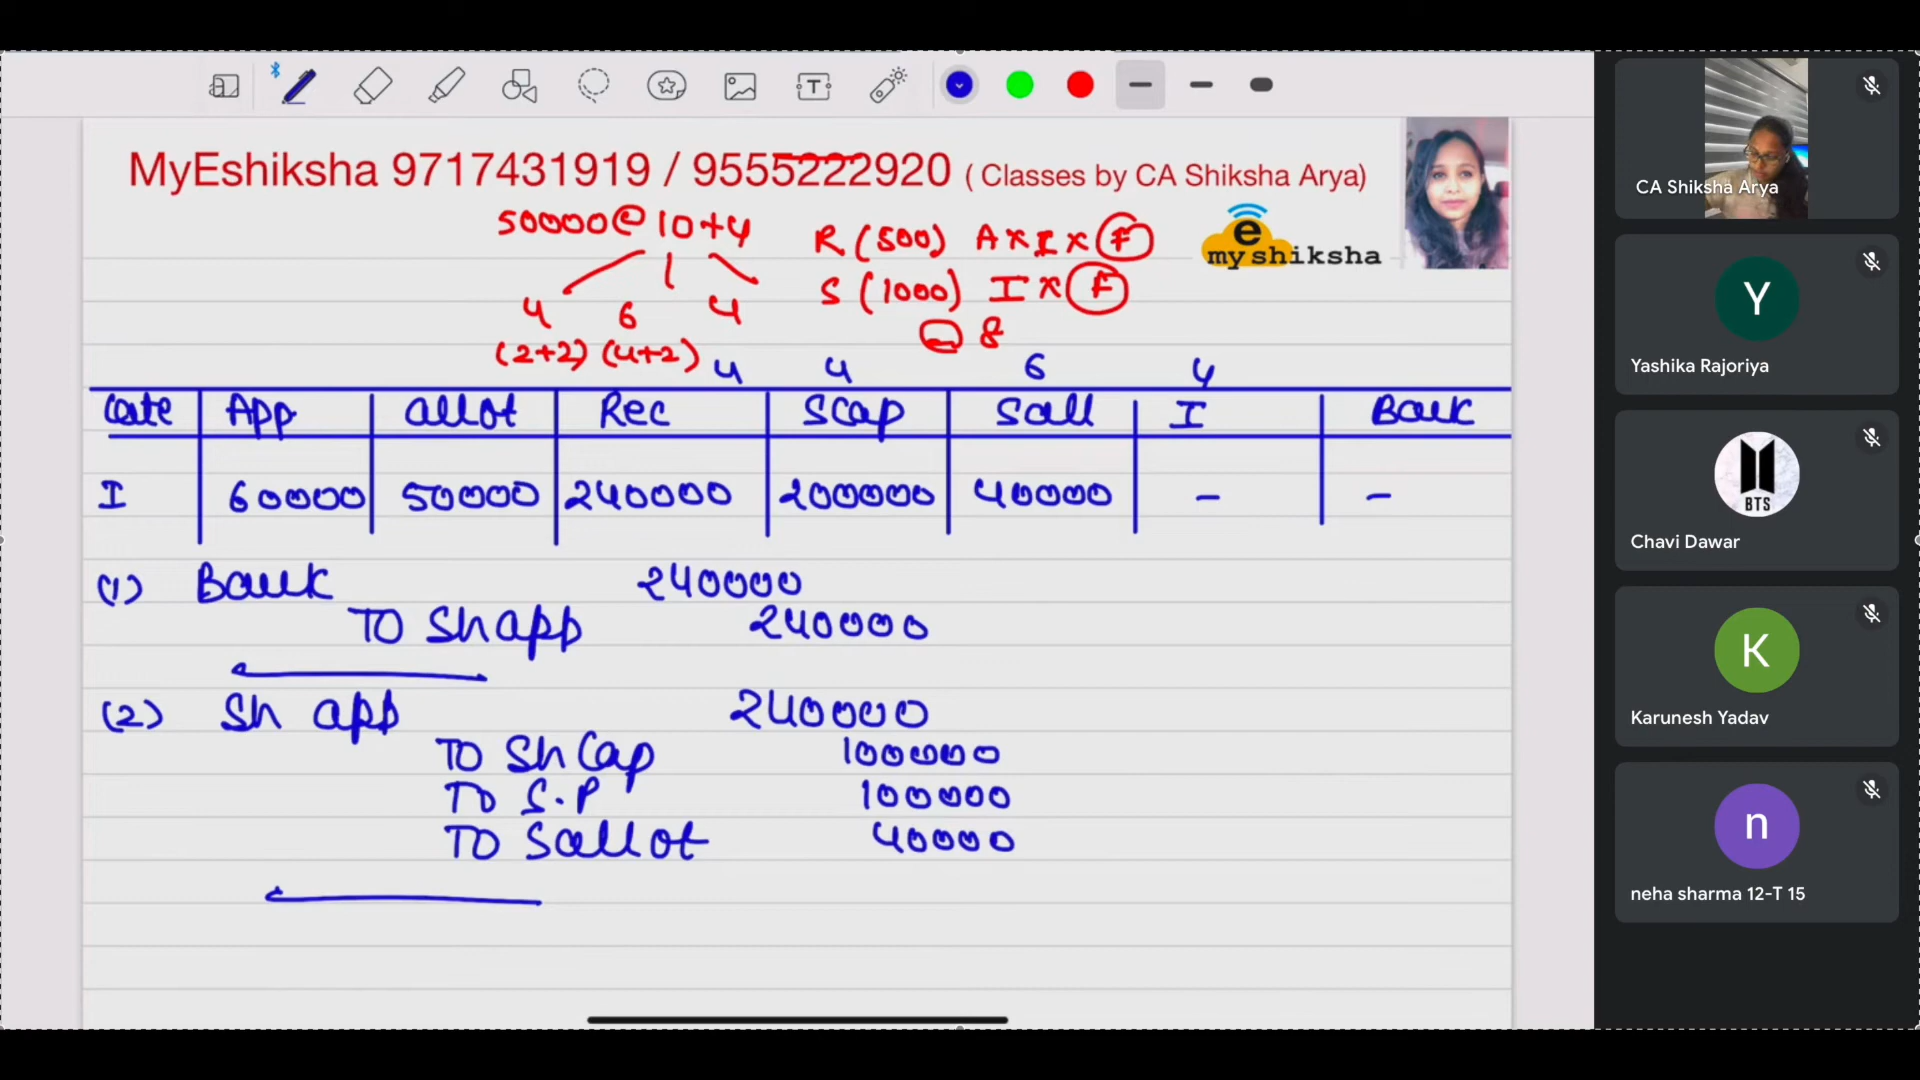 MyEshiksha 9717431919 / 9555222920 ( Classes by CA Shiksha Arya)
e
myshiksha
50000@10+4
4 6 4
(2+2) (4+2)
R (500) A x I x F
S (1000) I x F
8
4 4 6 4
Cate App allot Rec SCap Sall I Bank
I 60000 50000 240000 200000 40000 - -
(1) Bank 240000
TO Sh app 240000
(2) Sh app 240000
TO Sh Cap 100000
TO S.P 100000
TO Sallot 40000
CA Shiksha Arya
Y
Yashika Rajoriya
BTS
Chavi Dawar
K
Karunesh Yadav
n
neha sharma 12-T 15